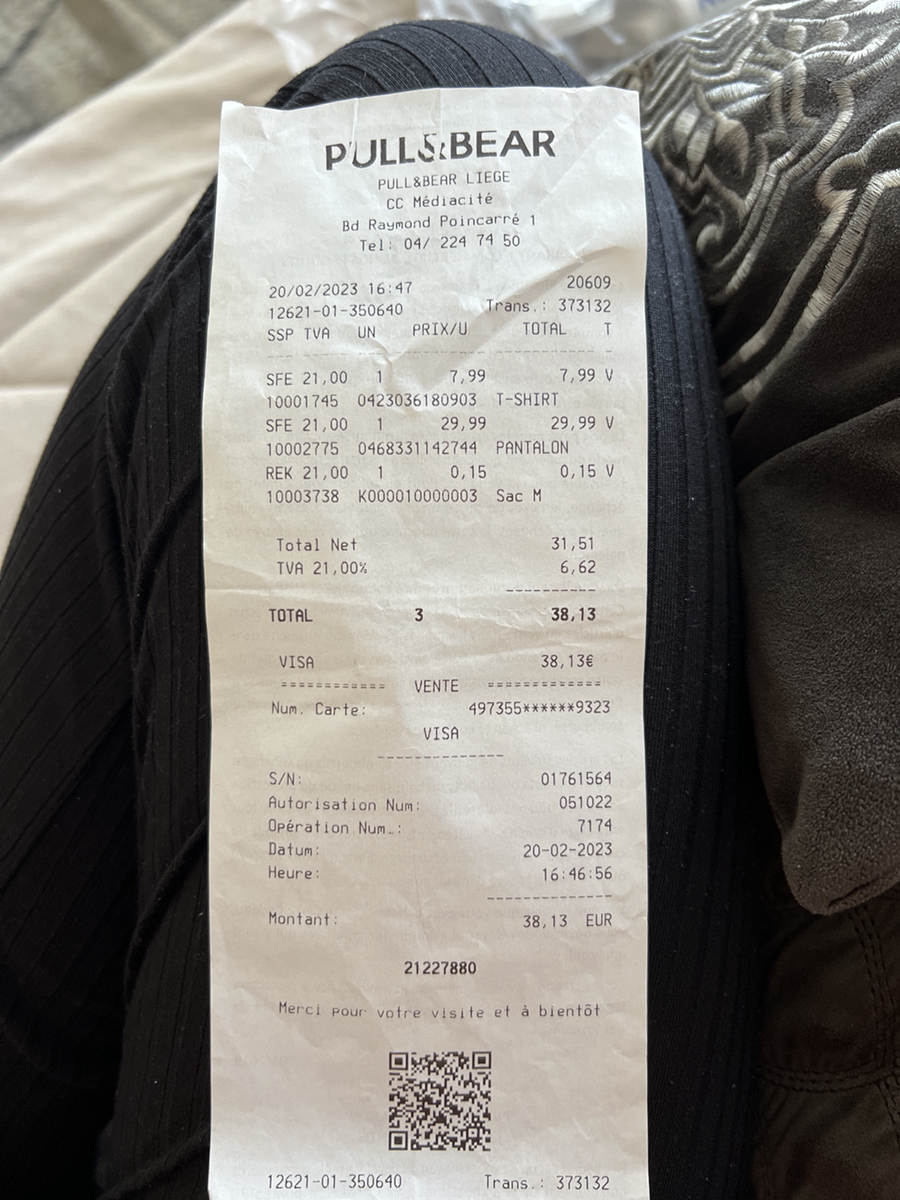 PULL&BEAR
PULL&BEAR LIEGE
CC Médiacité
Bd Raymond Poincarré 1
Tel: 04/ 224 74 50
20/02/2023 16:47 20609
12621-01-350640 Trans.: 373132
SSP TVA UN PRIX/U TOTAL T
SFE 21,00 1 7,99 7,99 V
10001745 0423036180903 T-SHIRT
SFE 21,00 1 29,99 29,99 V
10002775 0468331142744 PANTALON
REK 21,00 1 0,15 0,15 V
10003738 K000010000003 Sac M
Total Net 31,51
TVA 21,00% 6,62
----------
TOTAL 3 38,13
VISA 38,13€
============ VENTE =============
Num. Carte: 497355******9323
VISA
--------------
S/N: 01761564
Autorisation Num: 051022
Opération Num.: 7174
Datum: 20-02-2023
Heure: 16:46:56
--------------
Montant: 38,13 EUR
21227880
Merci pour votre visite et à bientôt
12621-01-350640 Trans.: 373132